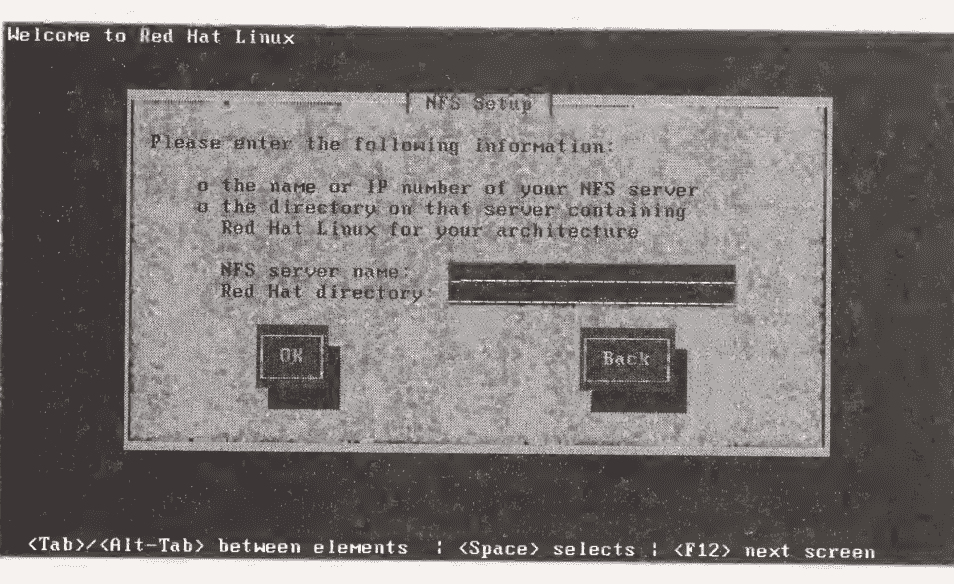 Welcome to Red Hat Linux
NFS Setup
Please enter the following information:
o the name or IP number of your NFS server
o the directory on that server containing
Red Hat Linux for your architecture
NFS server name:
Red Hat directory:
OK Back
<Tab>/<Alt-Tab> between elements | <Space> selects | <F12> next screen